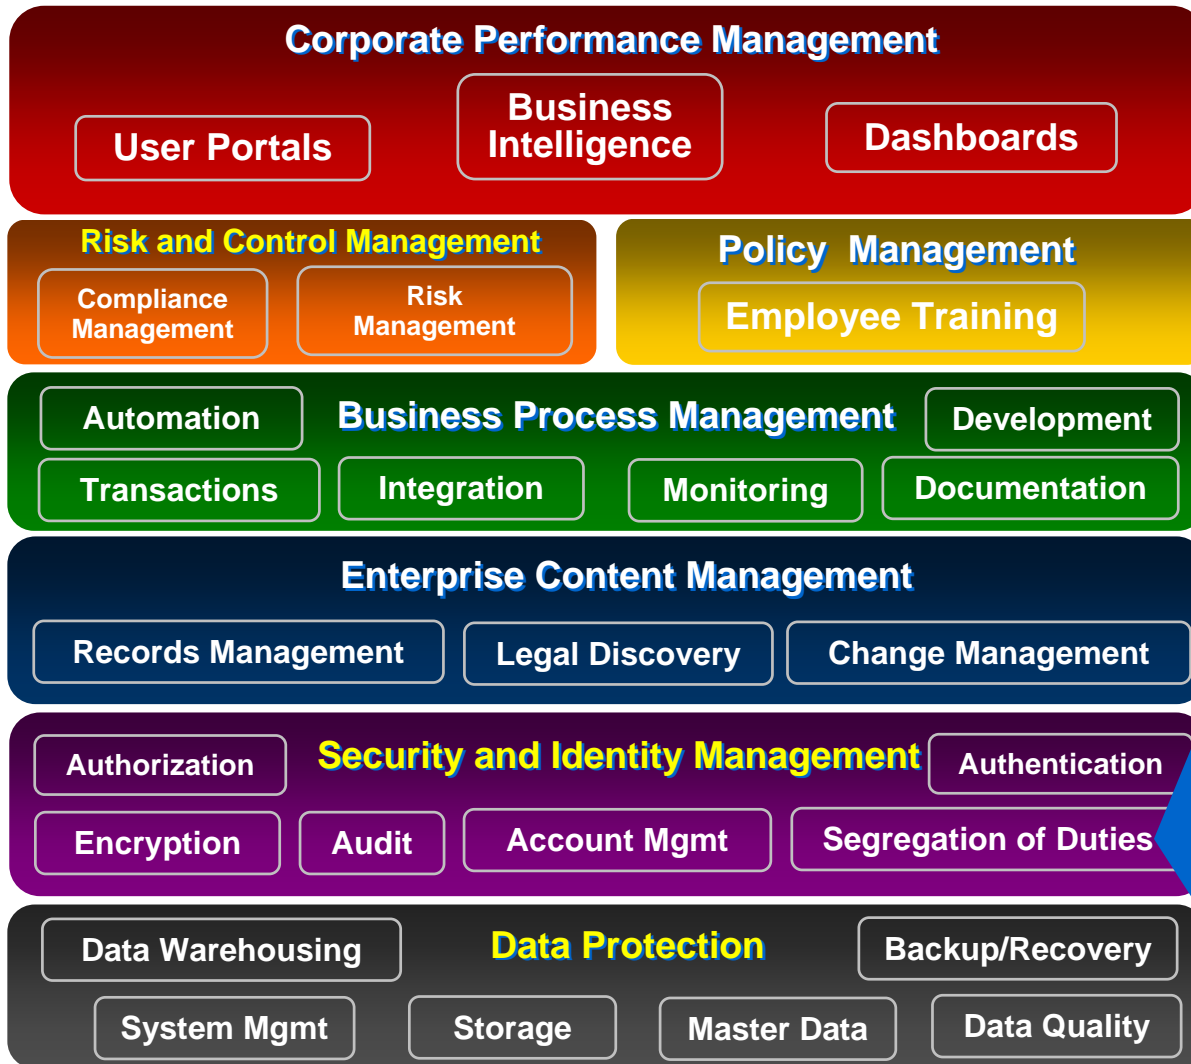 Corporate Performance Management
User Portals
Business
Intelligence
Dashboards
Risk and Control Management
Compliance
Management
Risk
Management
Policy  Management
Employee Training
Automation
Business Process Management
Development
Transactions
Integration
Monitoring
Documentation
Enterprise Content Management
Records Management
Legal Discovery
Change Management
Authorization
Security and Identity Management
Authentication
Encryption
Audit
Account Mgmt
Segregation of Duties
Data Warehousing
Data Protection
Backup/Recovery
System Mgmt
Storage
Master Data
Data Quality